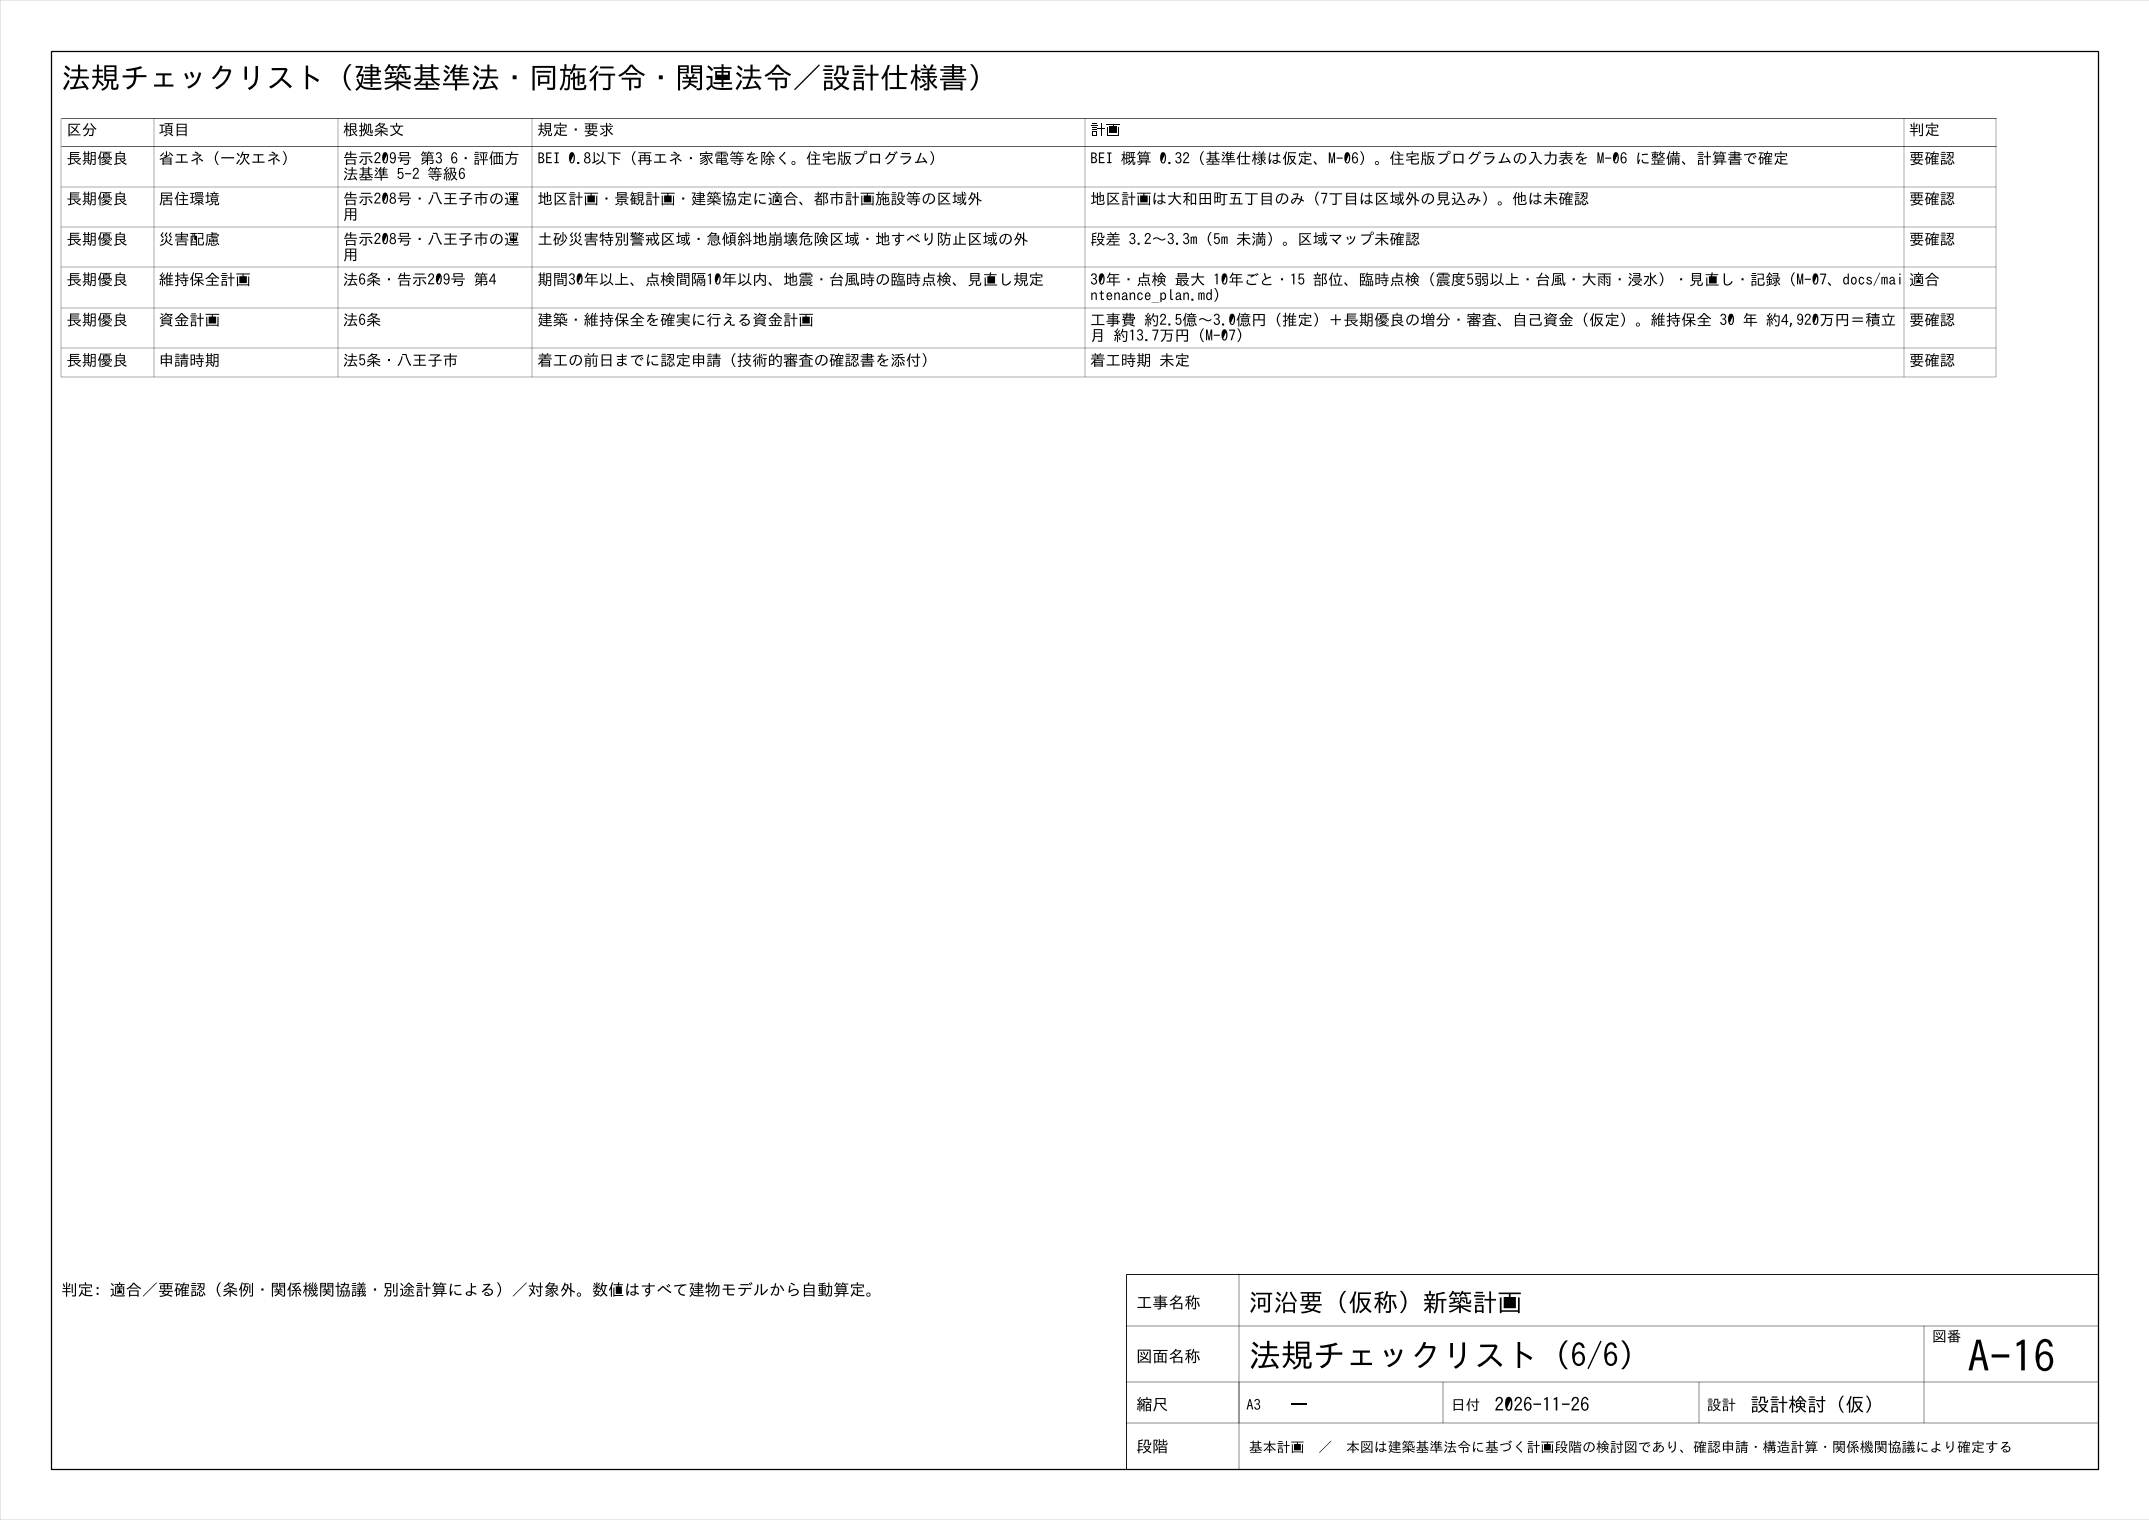 法規チェックリスト（建築基準法・同施行令・関連法令／設計仕様書）
区分 項目 根拠条文 規定・要求 計画 判定
長期優良 省エネ（一次エネ） 告示209号 第3 6・評価方法基準 5-2 等級6 BEI 0.8以下（再エネ・家電等を除く。住宅版プログラム） BEI 概算 0.32（基準仕様は仮定、M-06）。住宅版プログラムの入力表を M-06 に整備、計算書で確定 要確認
長期優良 居住環境 告示208号・八王子市の運用 地区計画・景観計画・建築協定に適合、都市計画施設等の区域外 地区計画は大和田町五丁目のみ（7丁目は区域外の見込み）。他は未確認 要確認
長期優良 災害配慮 告示208号・八王子市の運用 土砂災害特別警戒区域・急傾斜地崩壊危険区域・地すべり防止区域の外 段差 3.2～3.3m（5m 未満）。区域マップ未確認 要確認
長期優良 維持保全計画 法6条・告示209号 第4 期間30年以上、点検間隔10年以内、地震・台風時の臨時点検、見直し規定 30年・点検 最大 10年ごと・15 部位、臨時点検（震度5弱以上・台風・大雨・浸水）・見直し・記録（M-07、docs/maintenance_plan.md） 適合
長期優良 資金計画 法6条 建築・維持保全を確実に行える資金計画 工事費 約2.5億～3.0億円（推定）＋長期優良の増分・審査、自己資金（仮定）。維持保全 30 年 約4,920万円＝積立月 約13.7万円（M-07） 要確認
長期優良 申請時期 法5条・八王子市 着工の前日までに認定申請（技術的審査の確認書を添付） 着工時期 未定 要確認
判定: 適合／要確認（条例・関係機関協議・別途計算による）／対象外。数値はすべて建物モデルから自動算定。
工事名称 河沿要（仮称）新築計画
図面名称 法規チェックリスト（6/6） 図番 A-16
縮尺 A3 ― 日付 2026-11-26 設計 設計検討（仮）
段階 基本計画 ／ 本図は建築基準法令に基づく計画段階の検討図であり、確認申請・構造計算・関係機関協議により確定する